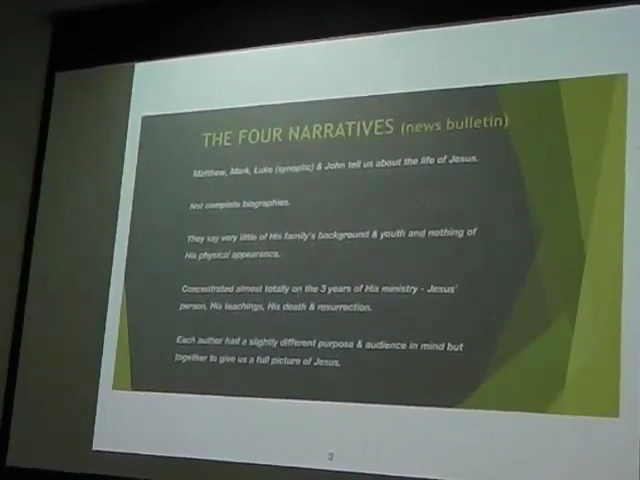 THE FOUR NARRATIVES (news bulletin)
Matthew, Mark, Luke (synoptic) & John tell us about the life of Jesus.
Not complete biographies.
They say very little of His family's background & youth and nothing of
His physical appearance.
Concentrated almost totally on the 3 years of His ministry - Jesus'
person, His teachings, His death & resurrection.
Each author had a slightly different purpose & audience in mind but
together to give us a full picture of Jesus.
3